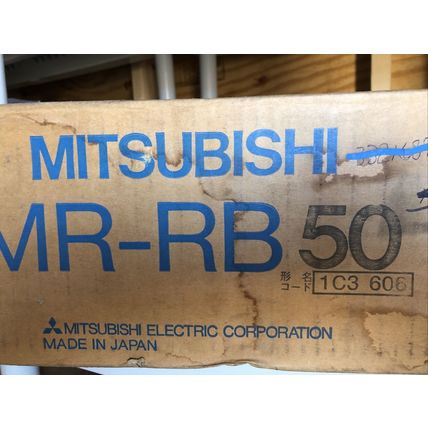 MITSUBISHI
MR-RB 50
形名
コード 1C3 606
MITSUBISHI ELECTRIC CORPORATION
MADE IN JAPAN